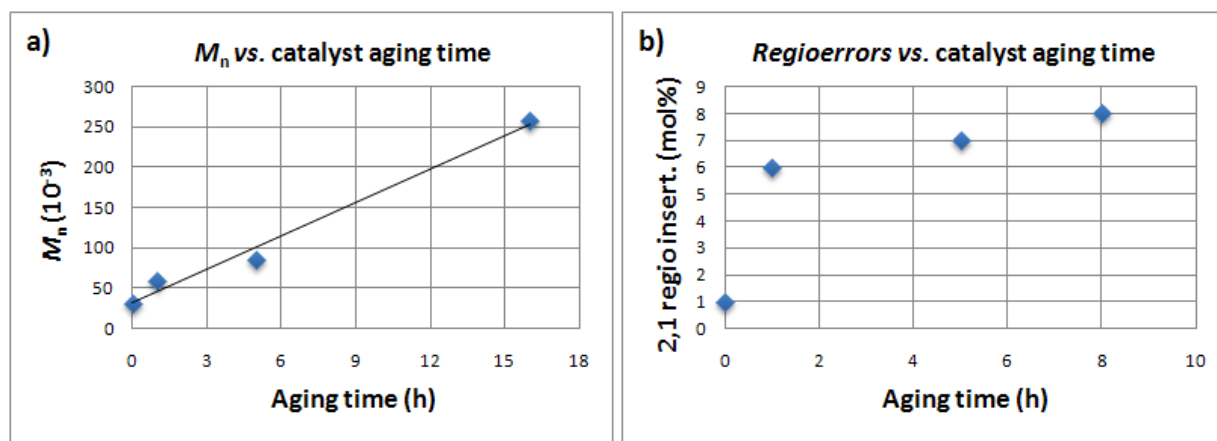 a)
Mn vs. catalyst aging time
300
250
200
150
100
50
0
Mn (10-3)
0 3 6 9 12 15 18
Aging time (h)
b)
Regioerrors vs. catalyst aging time
9
8
7
6
5
4
3
2
1
0
2,1 regio insert. (mol%)
0 2 4 6 8 10
Aging time (h)